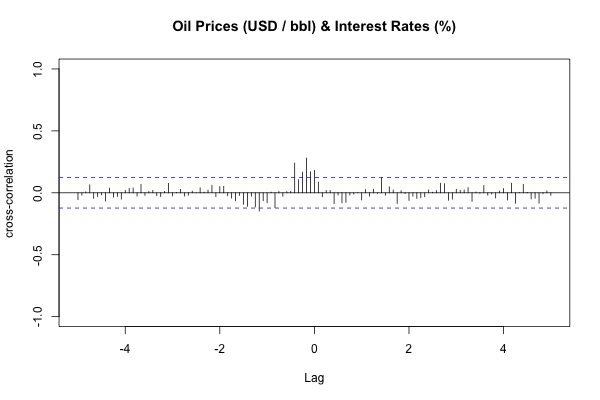 Oil Prices (USD / bbl) & Interest Rates (%)
cross-correlation
1.0
0.5
0.0
-0.5
-1.0
-4 -2 0 2 4
Lag